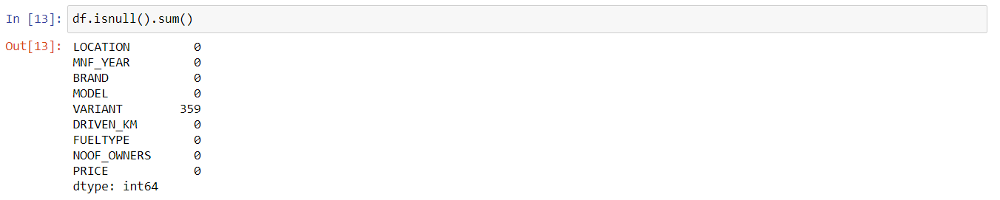 In [13]: df.isnull().sum()
Out[13]: LOCATION 0
MNF_YEAR 0
BRAND 0
MODEL 0
VARIANT 359
DRIVEN_KM 0
FUELTYPE 0
NOOF_OWNERS 0
PRICE 0
dtype: int64